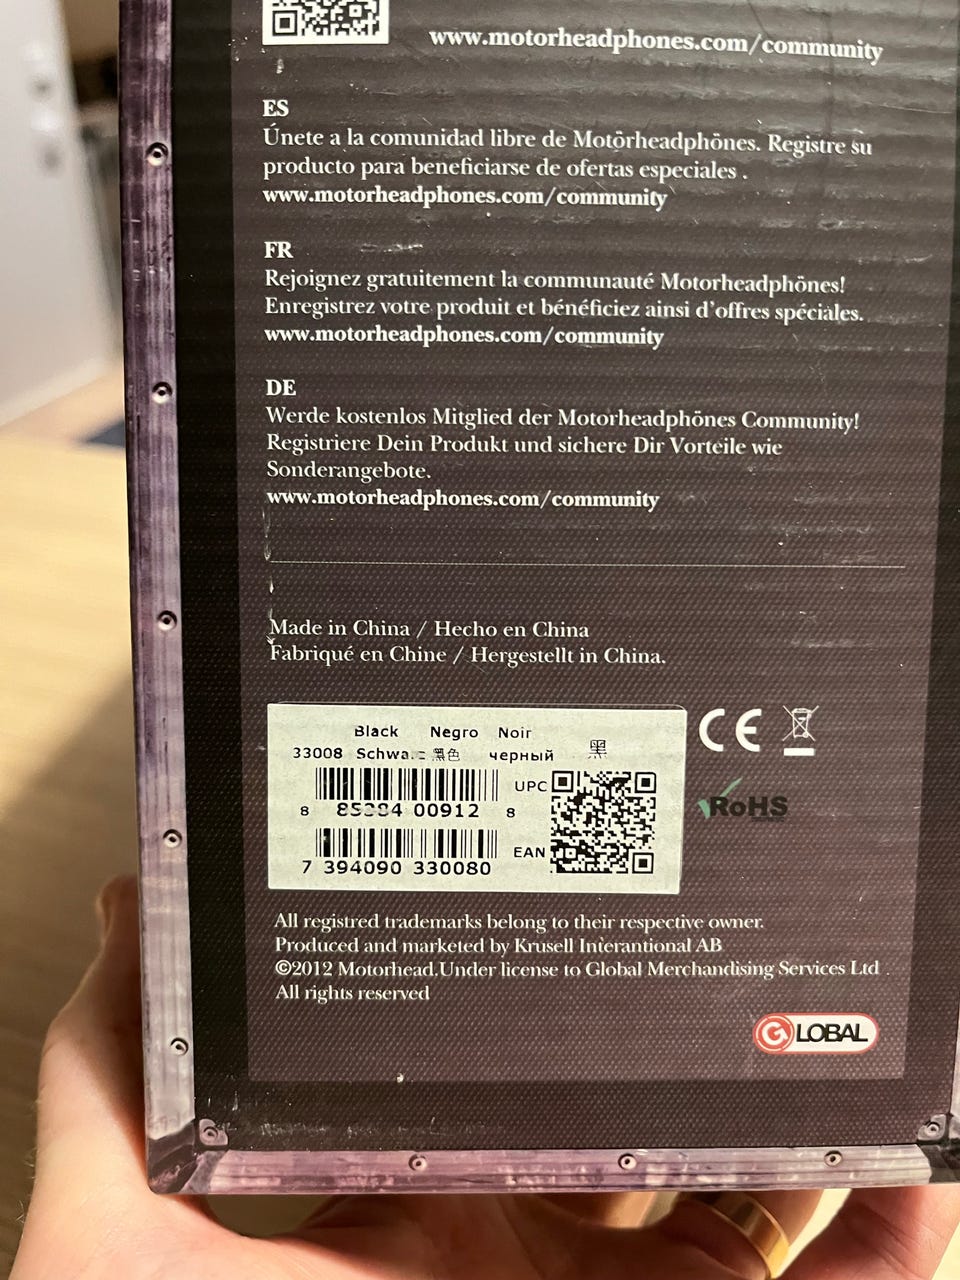 www.motorheadphones.com/community
ES
Únete a la comunidad libre de Motörheadphönes. Registre su
producto para beneficiarse de ofertas especiales .
www.motorheadphones.com/community
FR
Rejoignez gratuitement la communauté Motorheadphönes!
Enregistrez votre produit et bénéficiez ainsi d'offres spéciales.
www.motorheadphones.com/community
DE
Werde kostenlos Mitglied der Motorheadphönes Community!
Registriere Dein Produkt und sichere Dir Vorteile wie
Sonderangebote.
www.motorheadphones.com/community
Made in China / Hecho en China
Fabriqué en Chine / Hergestellt in China.
Black Negro Noir
33008 黑色 черный 黑
UPC
8 00912 8
EAN
7 394090 330080
CE
RoHS
All registred trademarks belong to their respective owner.
Produced and marketed by Krusell Interantional AB
©2012 Motorhead.Under license to Global Merchandising Services Ltd .
All rights reserved
GLOBAL